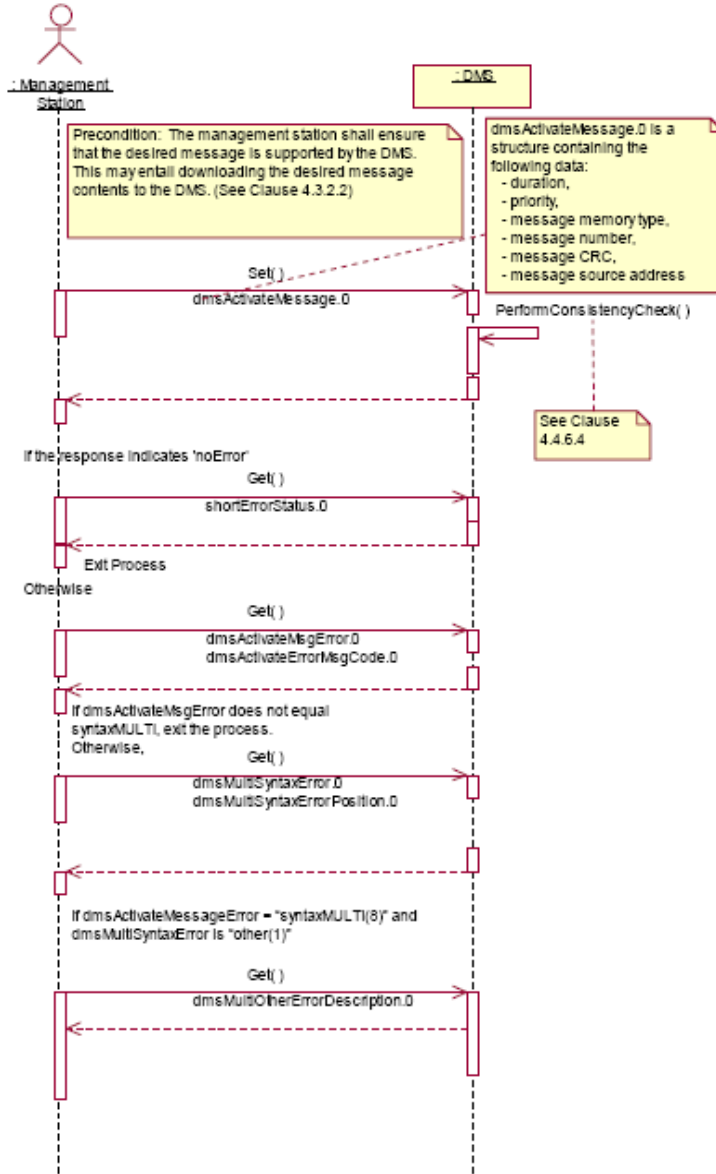 : Management
Station
: DMS
Precondition: The management station shall ensure
that the desired message is supported by the DMS.
This may entail downloading the desired message
contents to the DMS. (See Clause 4.3.2.2)
dmsActivateMessage.0 is a
structure containing the
following data:
- duration,
- priority,
- message memory type,
- message number,
- message CRC,
- message source address
Set( )
dmsActivateMessage.0
PerformConsistencyCheck( )
See Clause
4.4.6.4
If the response indicates 'noError'
Get( )
shortErrorStatus.0
Exit Process
Otherwise
Get( )
dmsActivateMsgError.0
dmsActivateErrorMsgCode.0
If dmsActivateMsgError does not equal
syntaxMULTI, exit the process.
Otherwise,
Get( )
dmsMultiSyntaxError.0
dmsMultiSyntaxErrorPosition.0
If dmsActivateMessageError = "syntaxMULTI(8)" and
dmsMultiSyntaxError is "other(1)"
Get( )
dmsMultiOtherErrorDescription.0